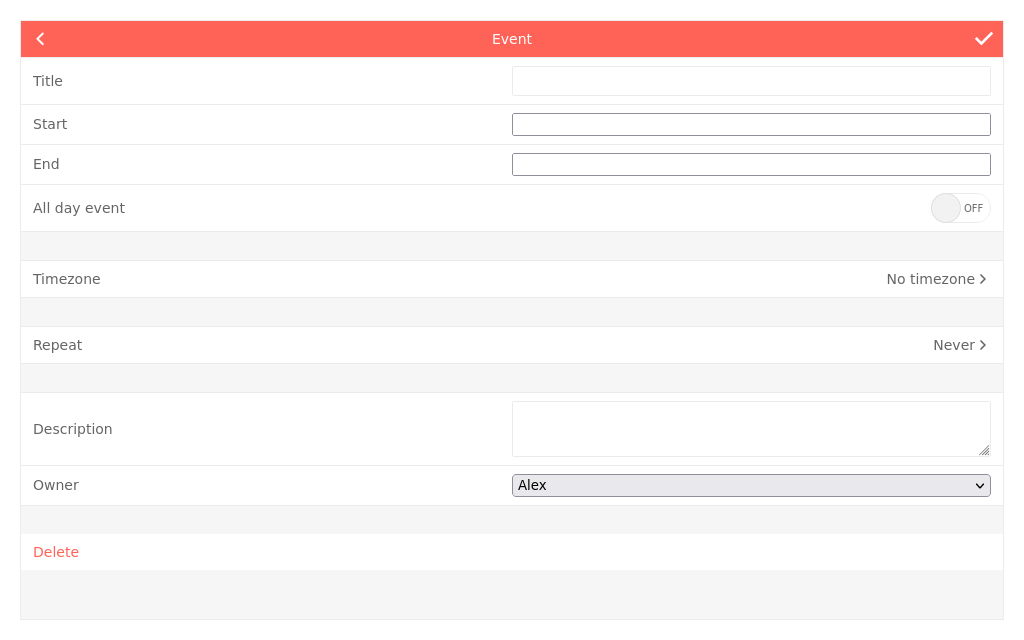 Event
Title
Start
End
All day event OFF
Timezone No timezone
Repeat Never
Description
Owner Alex
Delete